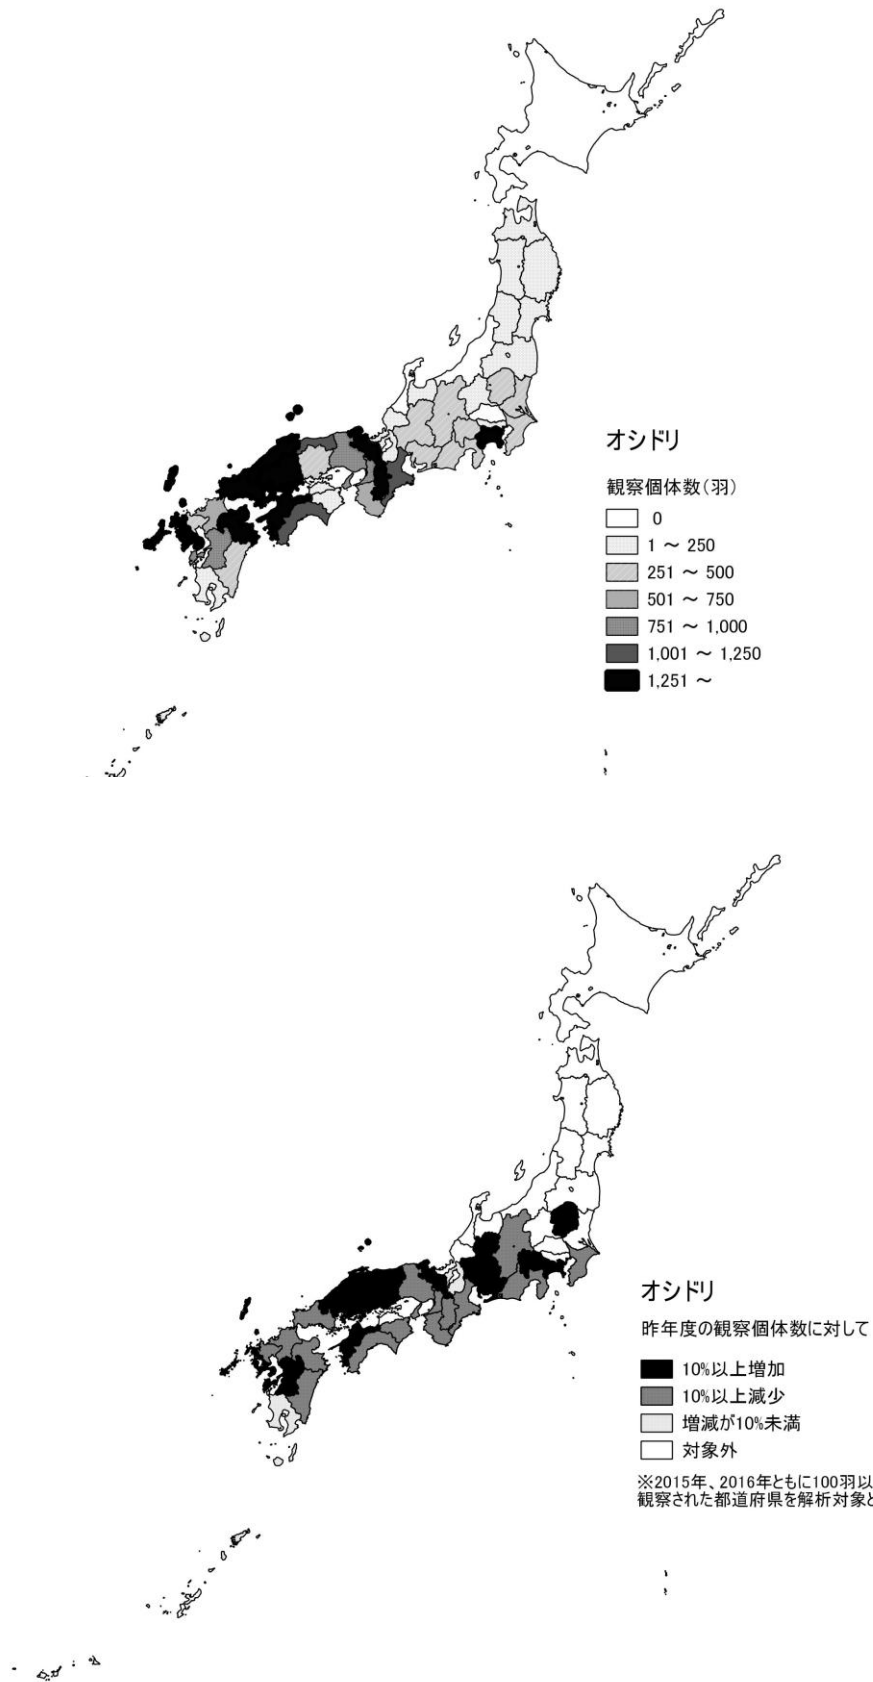 オシドリ
観察個体数(羽)
0
1 ～ 250
251 ～ 500
501 ～ 750
751 ～ 1,000
1,001 ～ 1,250
1,251 ～
オシドリ
昨年度の観察個体数に対して
10%以上増加
10%以上減少
増減が10%未満
対象外
※2015年、2016年ともに100羽以
観察された都道府県を解析対象と